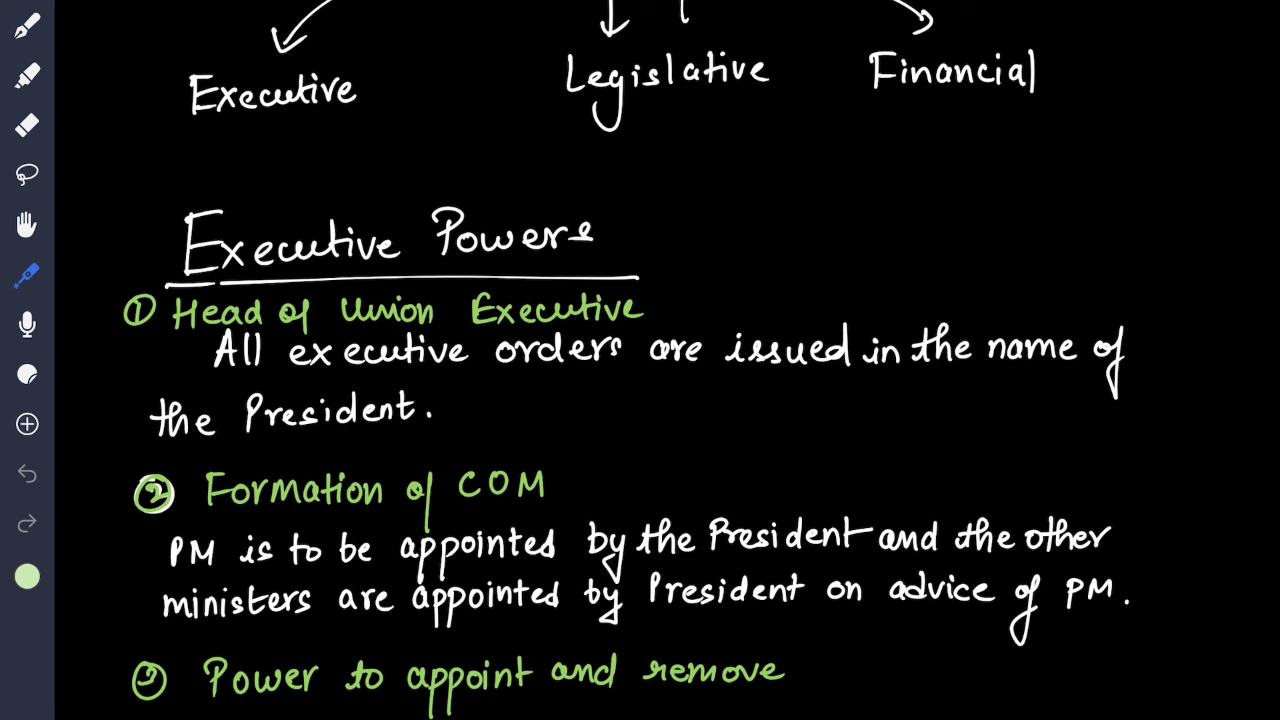 Executive Legislative Financial
Executive Powers
① Head of Union Executive
All executive orders are issued in the name of
the President.
② Formation of COM
PM is to be appointed by the President and the other
ministers are appointed by President on advice of PM.
③ Power to appoint and remove